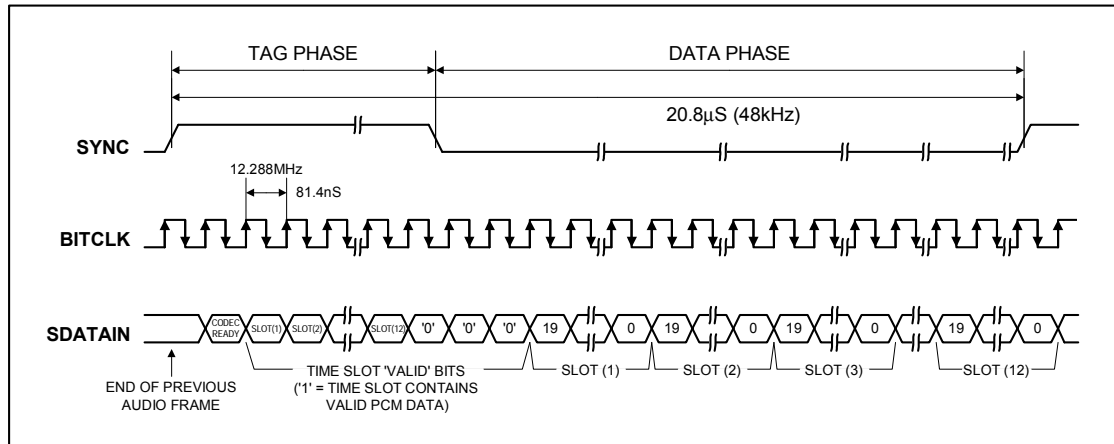 TAG PHASE
DATA PHASE
20.8µS (48kHz)
SYNC
12.288MHz
81.4nS
BITCLK
SDATAIN
CODEC
READY
SLOT(1)
SLOT(2)
SLOT(12)
'0'
'0'
'0'
19
0
19
0
19
0
19
0
END OF PREVIOUS
AUDIO FRAME
TIME SLOT 'VALID' BITS
('1' = TIME SLOT CONTAINS
VALID PCM DATA)
SLOT (1)
SLOT (2)
SLOT (3)
SLOT (12)